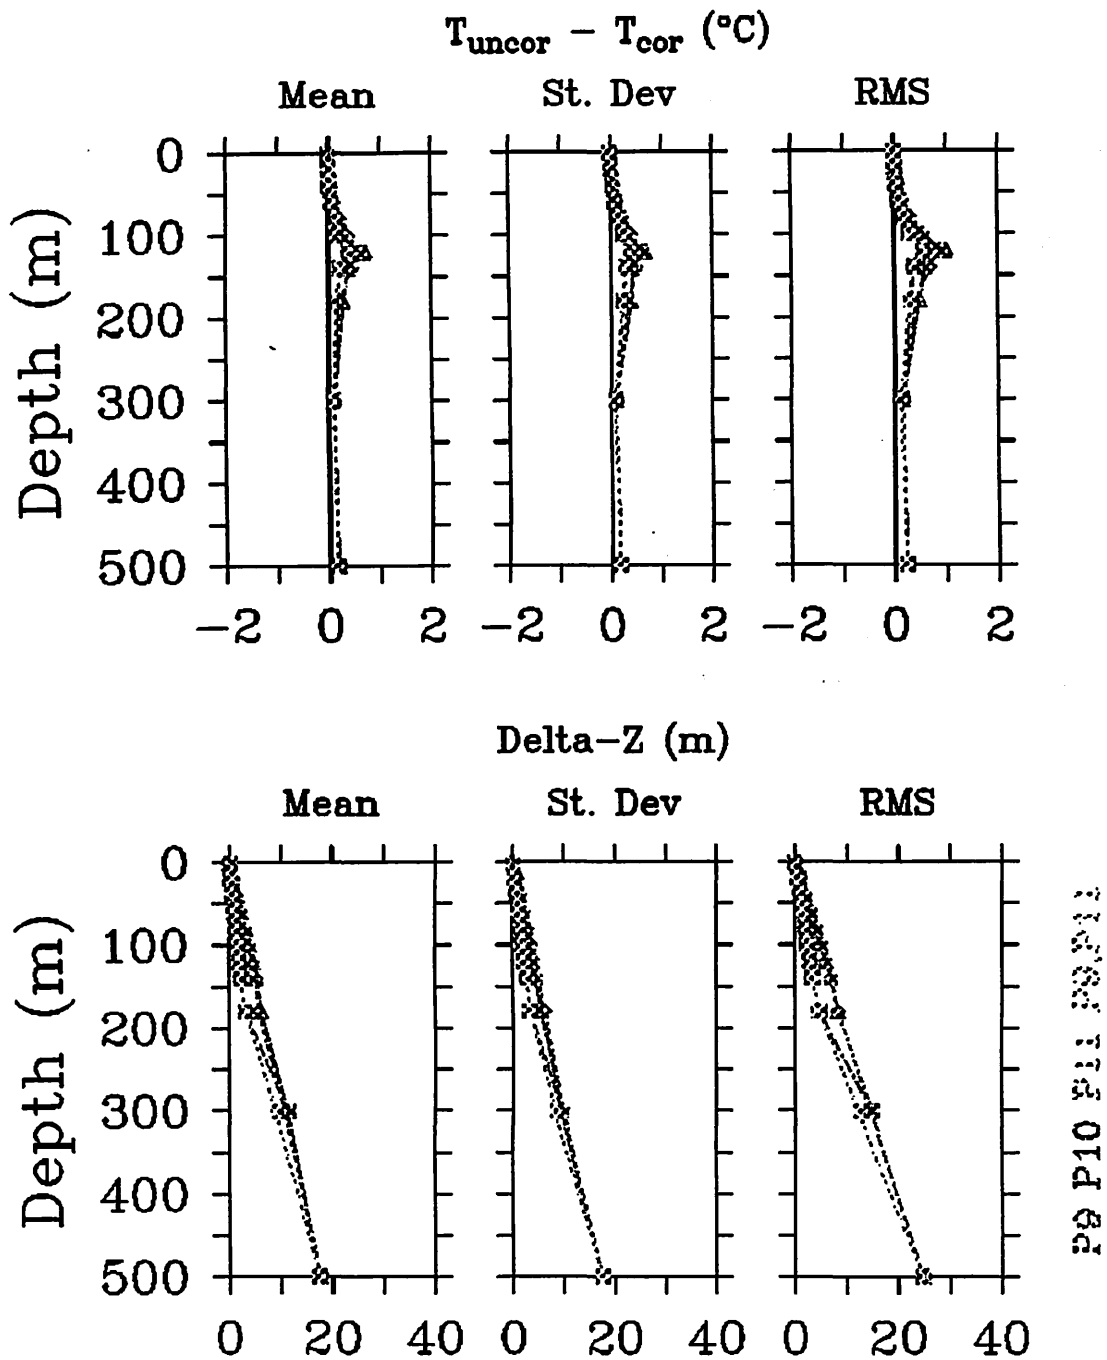 T_uncor − T_cor (°C)
Mean St. Dev RMS
0
100
200
300
400
500
Depth (m)
−2 0 2 −2 0 2 −2 0 2
Delta−Z (m)
Mean St. Dev RMS
0
100
200
300
400
500
Depth (m)
0 20 40 0 20 40 0 20 40
P9 P10 P11